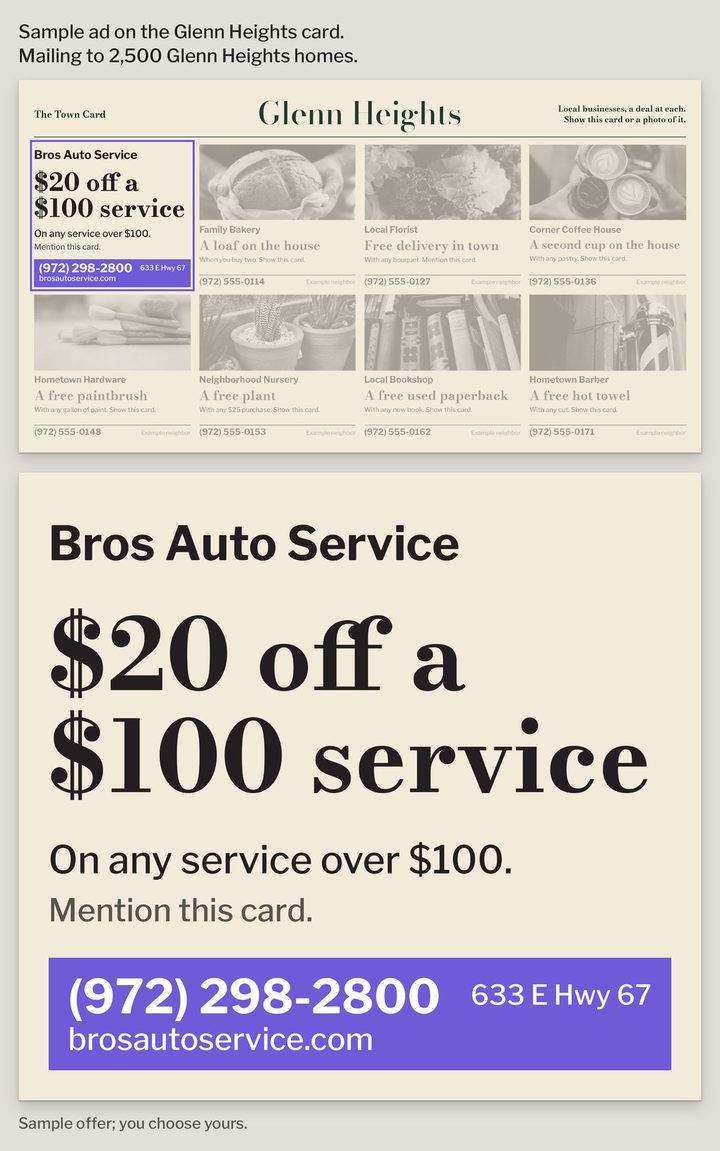 Sample ad on the Glenn Heights card.
Mailing to 2,500 Glenn Heights homes.
The Town Card
Glenn Heights
Local businesses, a deal at each.
Show this card or a photo of it.
Bros Auto Service
$20 off a
$100 service
On any service over $100.
Mention this card.
(972) 298-2800 633 E Hwy 67
brosautoservice.com
Family Bakery
A loaf on the house
When you buy two. Show this card.
(972) 555-0114 Example neighbor
Local Florist
Free delivery in town
With any bouquet. Mention this card.
(972) 555-0127 Example neighbor
Corner Coffee House
A second cup on the house
With any pastry. Show this card.
(972) 555-0136 Example neighbor
Hometown Hardware
A free paintbrush
With any gallon of paint. Show this card.
(972) 555-0148 Example neighbor
Neighborhood Nursery
A free plant
With any $25 purchase. Show this card.
(972) 555-0153 Example neighbor
Local Bookshop
A free used paperback
With any new book. Show this card.
(972) 555-0162 Example neighbor
Hometown Barber
A free hot towel
With any cut. Show this card.
(972) 555-0171 Example neighbor
Bros Auto Service
$20 off a
$100 service
On any service over $100.
Mention this card.
(972) 298-2800 633 E Hwy 67
brosautoservice.com
Sample offer; you choose yours.